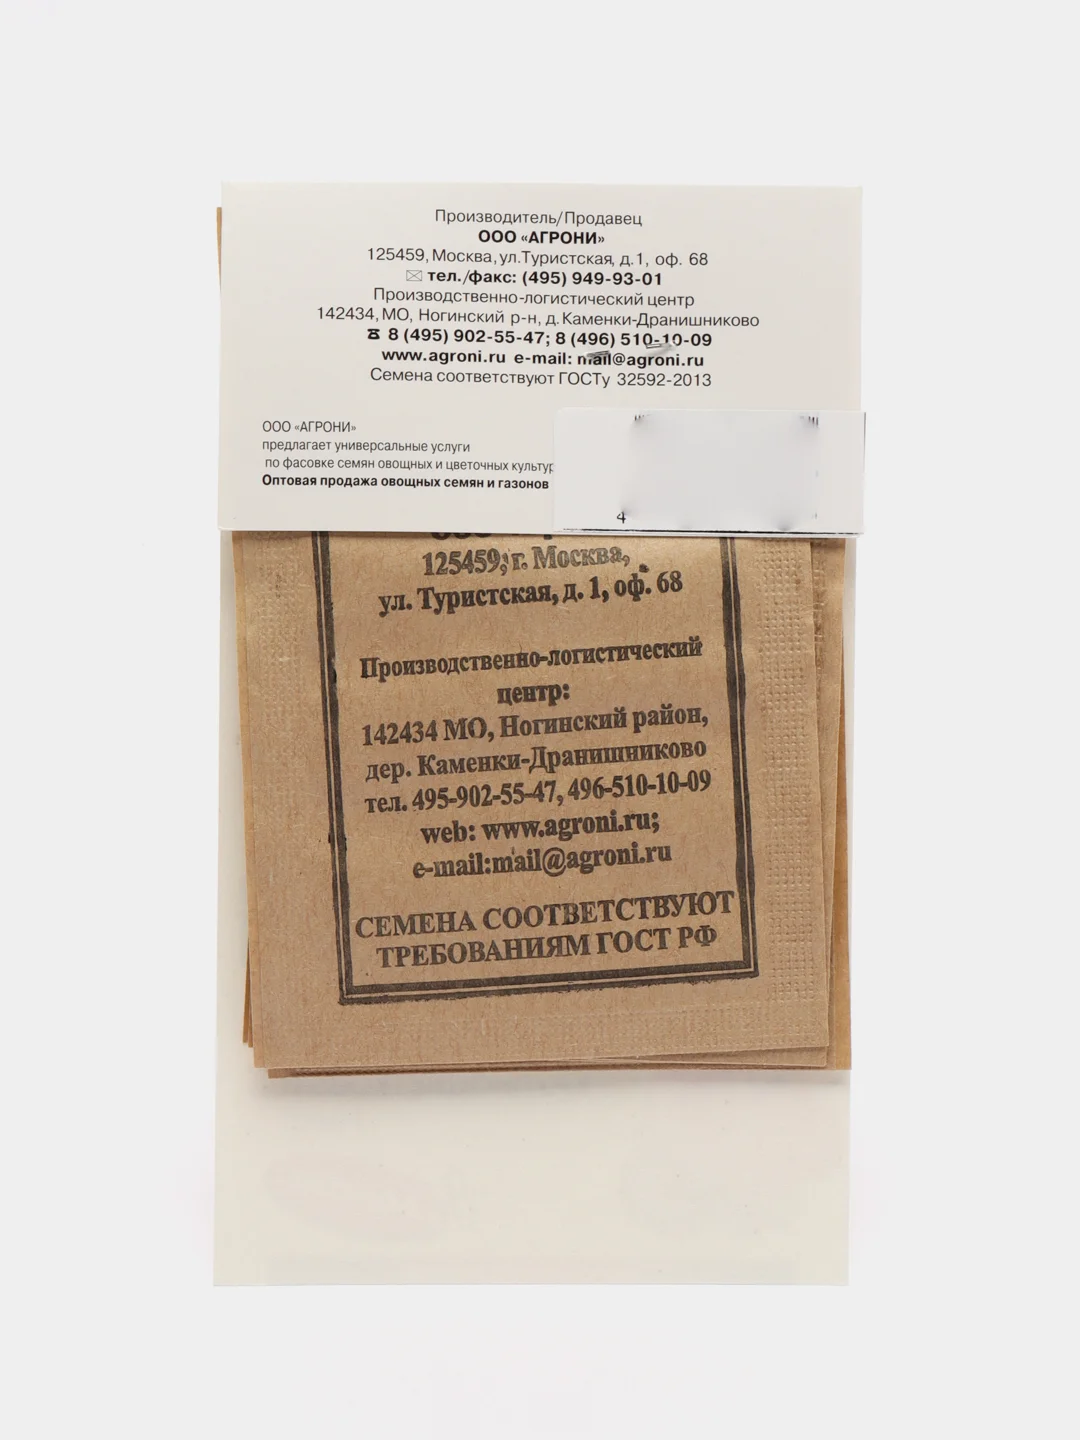 Производитель/Продавец
ООО «АГРОНИ»
125459, Москва, ул.Туристская, д.1, оф. 68
тел./факс: (495) 949-93-01
Производственно-логистический центр
142434, МО, Ногинский р-н, д. Каменки-Дранишниково
8 (495) 902-55-47; 8 (496) 510-10-09
www.agroni.ru e-mail: mail@agroni.ru
Семена соответствуют ГОСТу 32592-2013
ООО «АГРОНИ»
предлагает универсальные услуги
по фасовке семян овощных и цветочных культур
Оптовая продажа овощных семян и газонов
4
125459, г. Москва,
ул. Туристская, д. 1, оф. 68
Производственно-логистический
центр:
142434 МО, Ногинский район,
дер. Каменки-Дранишниково
тел. 495-902-55-47, 496-510-10-09
web: www.agroni.ru;
e-mail:mail@agroni.ru
СЕМЕНА СООТВЕТСТВУЮТ
ТРЕБОВАНИЯМ ГОСТ РФ